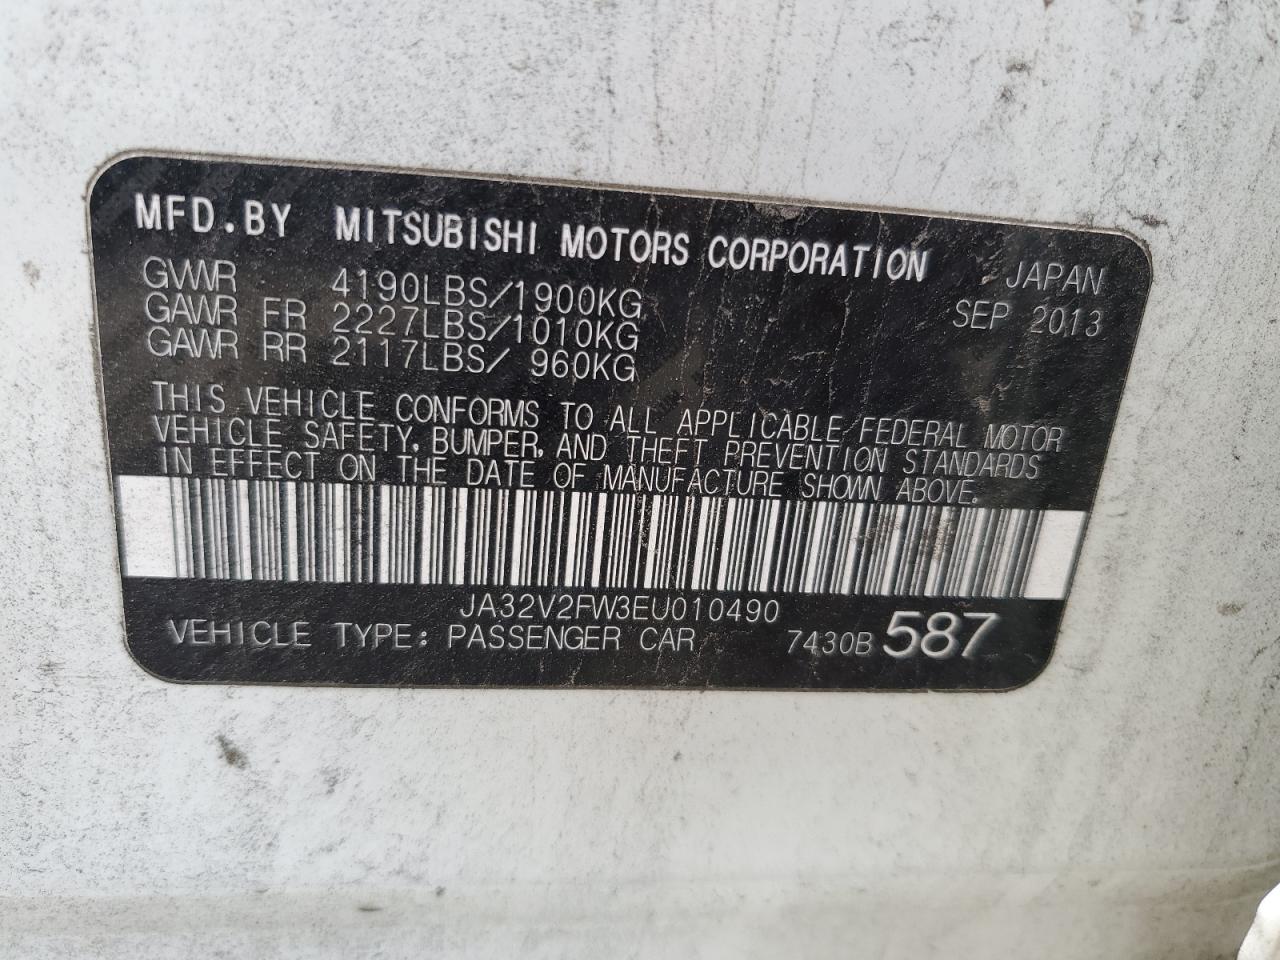 MFD.BY MITSUBISHI MOTORS CORPORATION
JAPAN
SEP 2013
GVWR 4190LBS/1900KG
GAWR FR 2227LBS/1010KG
GAWR RR 2117LBS/ 960KG
THIS VEHICLE CONFORMS TO ALL APPLICABLE FEDERAL MOTOR
VEHICLE SAFETY, BUMPER, AND THEFT PREVENTION STANDARDS
IN EFFECT ON THE DATE OF MANUFACTURE SHOWN ABOVE.
JA32V2FW3EU010490
VEHICLE TYPE: PASSENGER CAR 7430B 587